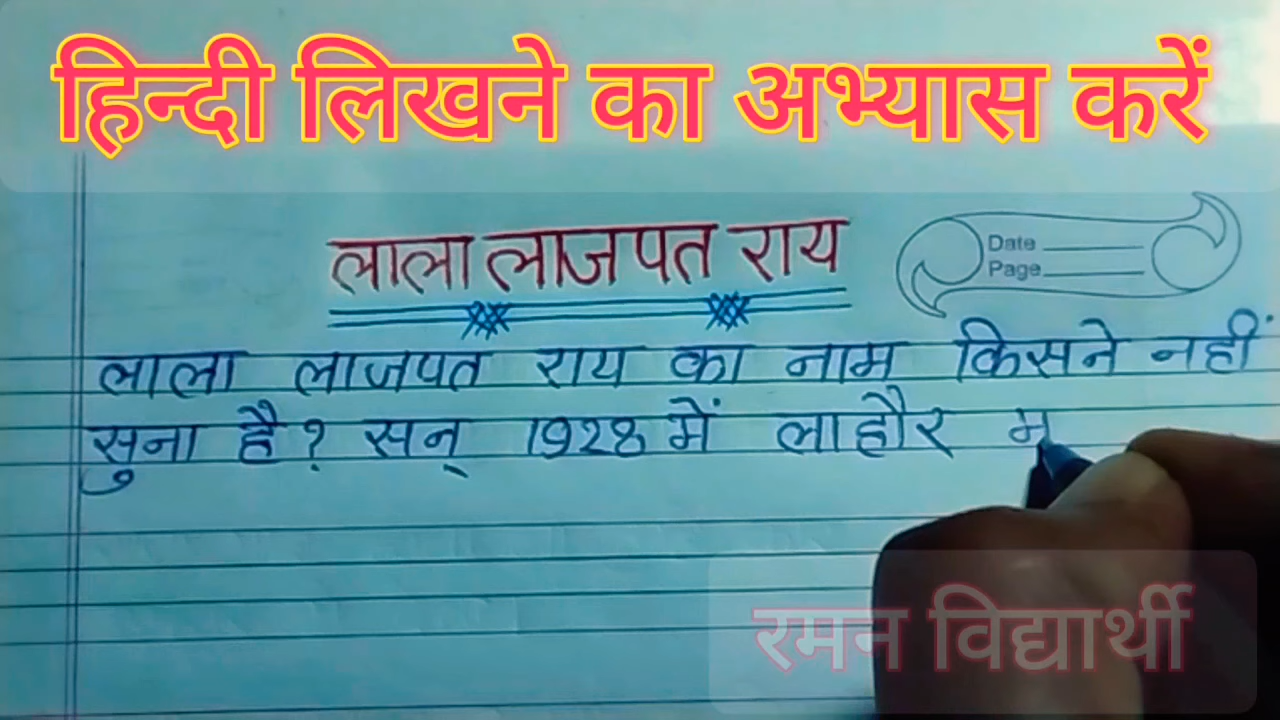 हिन्दी लिखने का अभ्यास करें
लाला लाजपत राय
Date
Page
लाला लाजपत राय का नाम किसने नहीं
सुना है? सन् 1928 में लाहौर म
रमन विद्यार्थी